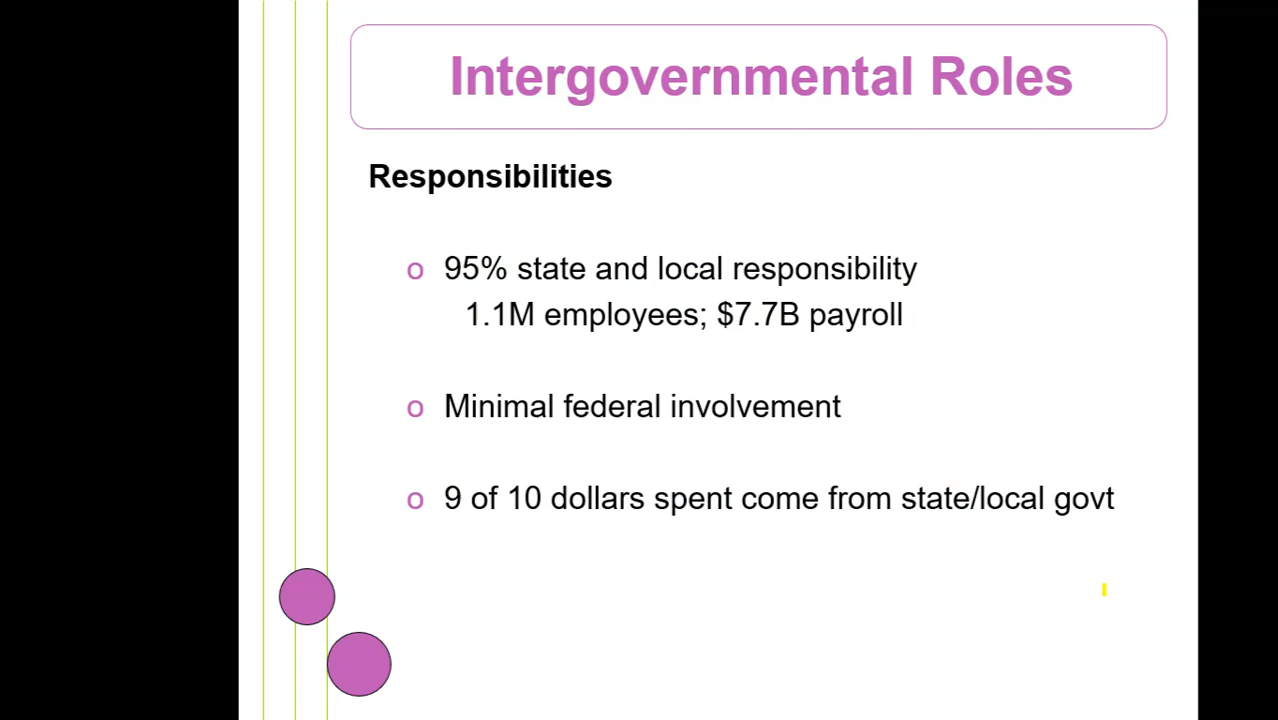 Intergovernmental Roles
Responsibilities
o 95% state and local responsibility
1.1M employees; $7.7B payroll
o Minimal federal involvement
o 9 of 10 dollars spent come from state/local govt